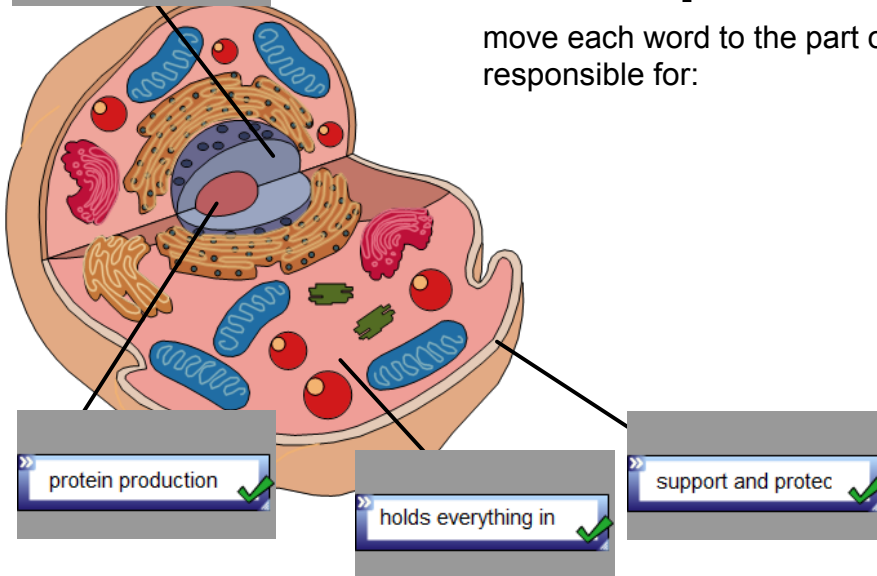 move each word to the part o
responsible for:
protein production
support and protec
holds everything in